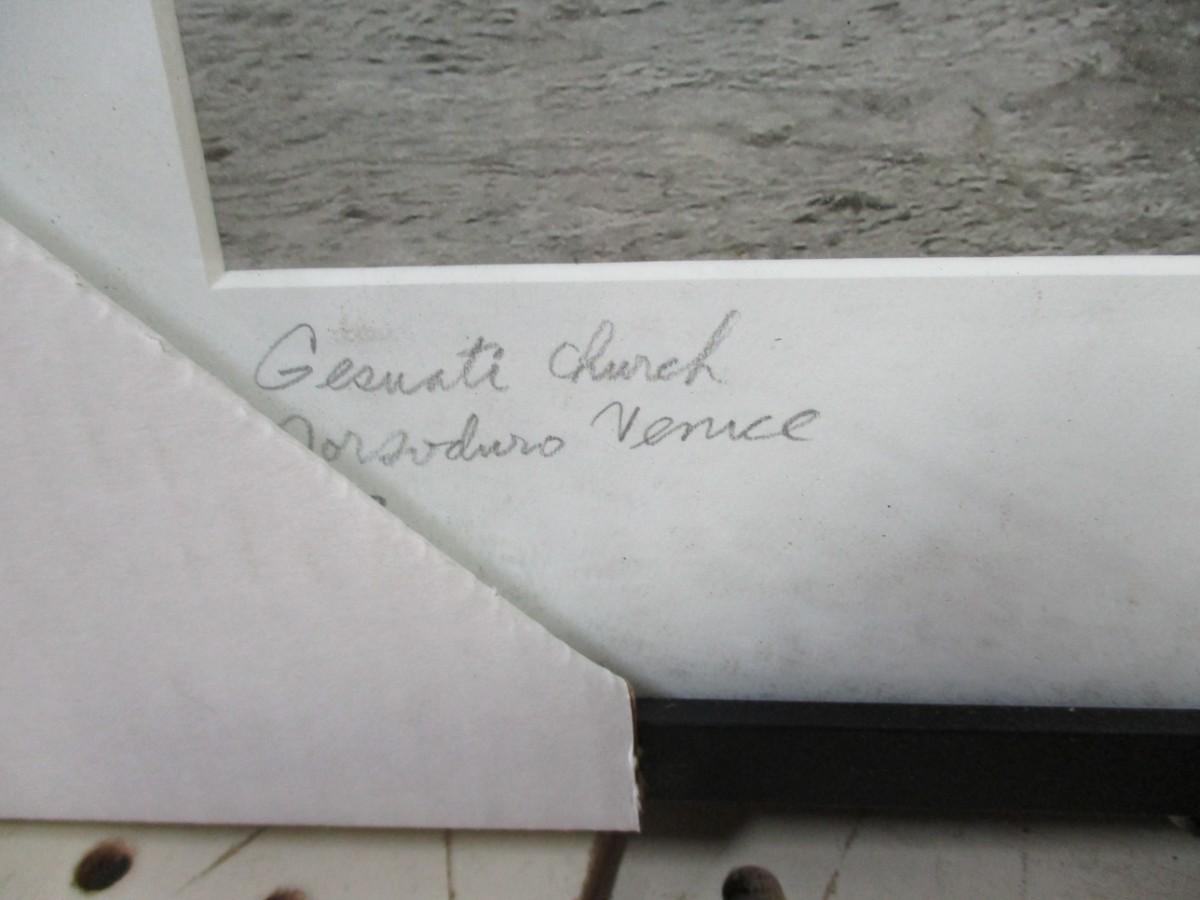 Gesuati Church
Dorsoduro Venice